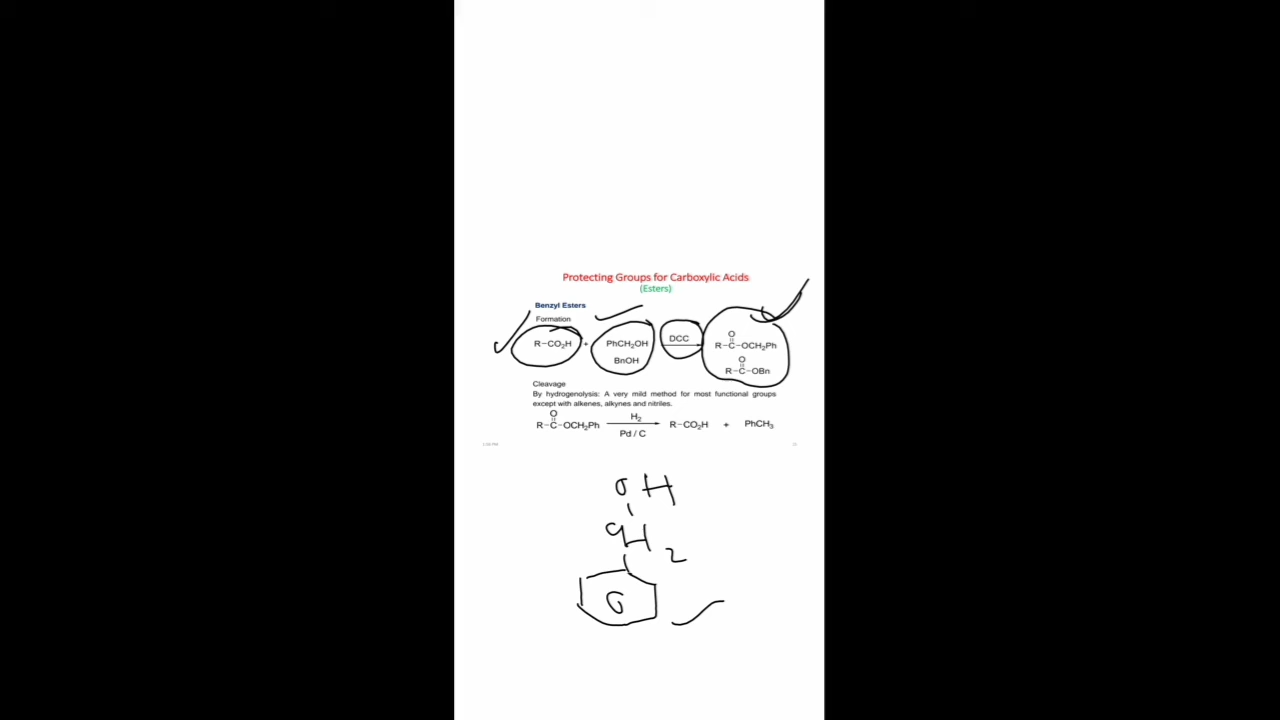 Protecting Groups for Carboxylic Acids
(Esters)
Benzyl Esters
Formation
R–CO₂H + PhCH₂OH DCC R–C(=O)–OCH₂Ph
BnOH R–C(=O)–OBn
Cleavage
By hydrogenolysis: A very mild method for most functional groups
except with alkenes, alkynes and nitriles.
R–C(=O)–OCH₂Ph H₂ Pd / C R–CO₂H + PhCH₃
OH
CH₂